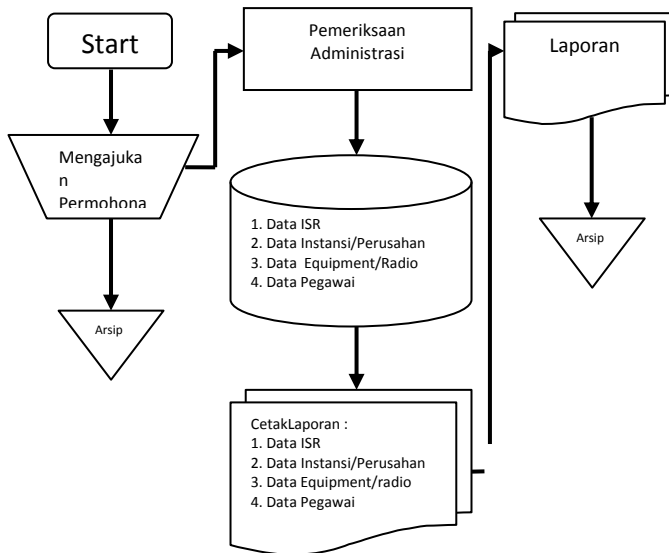 Start
Mengajuka
n
Permohona
Arsip
Pemeriksaan
Administrasi
1. Data ISR
2. Data Instansi/Perusahan
3. Data Equipment/Radio
4. Data Pegawai
CetakLaporan :
1. Data ISR
2. Data Instansi/Perusahan
3. Data Equipment/radio
4. Data Pegawai
Laporan
Arsip